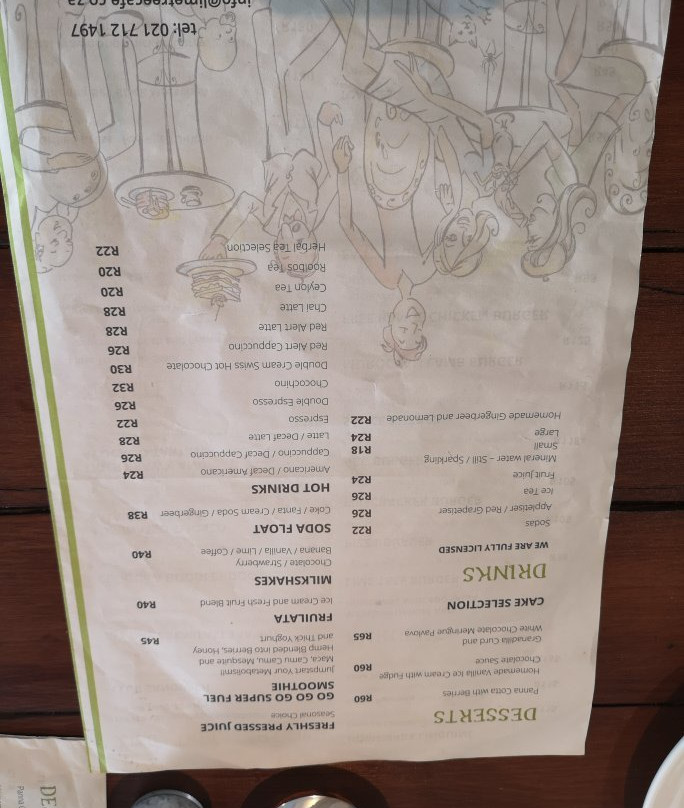 DESSERTS
Panna Cotta with Berries R60
Homemade Vanilla Ice Cream with Fudge
Chocolate Sauce R60
Granadilla Curd and
White Chocolate Meringue Pavlova R65
CAKE SELECTION
DRINKS
WE ARE FULLY LICENSED
Sodas R22
Appetiser / Red Grapetiser R26
Ice Tea R26
Fruit Juice R24
Mineral water – Still / Sparkling
Small R18
Large R24
Homemade Gingerbeer and Lemonade R22
FRESHLY PRESSED JUICE
Seasonal Choice
GO GO GO SUPER FUEL
SMOOTHIE
Jumpstart Your Metabolism!!
Maca, Camu Camu, Mesquite and
Hemp Blended into Berries, Honey
and Thick Yoghurt R45
FRUILATA
Ice Cream and Fresh Fruit Blend R40
MILKSHAKES
Chocolate / Strawberry
Banana / Vanilla / Lime / Coffee R40
SODA FLOAT
Coke / Fanta / Cream Soda / Gingerbeer R38
HOT DRINKS
Americano / Decaf Americano R24
Cappuccino / Decaf Cappuccino R26
Latte / Decaf Latte R28
Espresso R22
Double Espresso R26
Chococchino R32
Double Cream Swiss Hot Chocolate R30
Red Alert Cappuccino R26
Red Alert Latte R28
Chai Latte R28
Ceylon Tea R20
Rooibos Tea R20
Herbal Tea Selection R22
tel: 021 712 1497
info@limetreecafe.co.za
DE
Panna